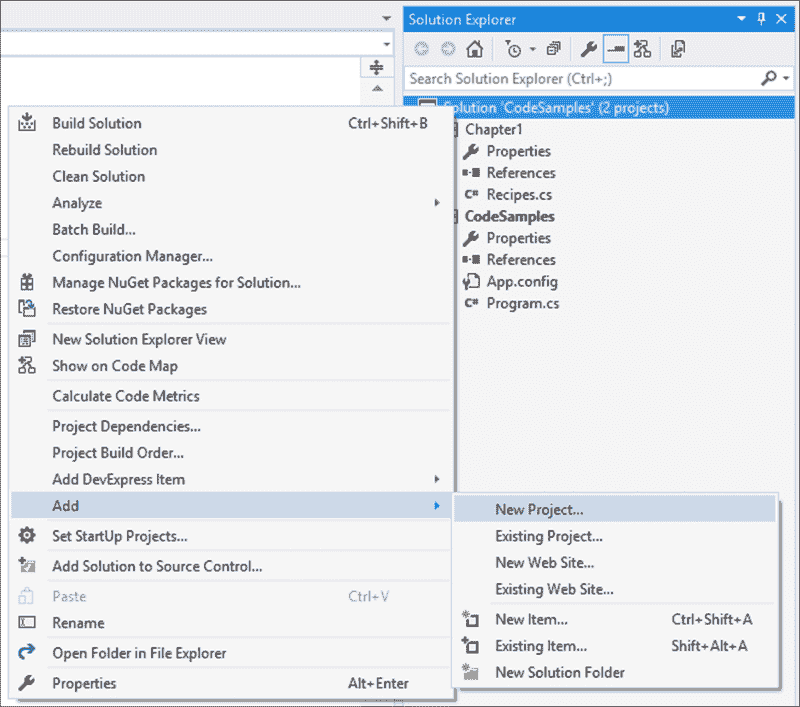 Solution Explorer
Search Solution Explorer (Ctrl+;)
Solution 'CodeSamples' (2 projects)
Chapter1
Properties
References
C# Recipes.cs
CodeSamples
Properties
References
App.config
C# Program.cs
Build Solution Ctrl+Shift+B
Rebuild Solution
Clean Solution
Analyze
Batch Build...
Configuration Manager...
Manage NuGet Packages for Solution...
Restore NuGet Packages
New Solution Explorer View
Show on Code Map
Calculate Code Metrics
Project Dependencies...
Project Build Order...
Add DevExpress Item
Add
Set StartUp Projects...
Add Solution to Source Control...
Paste Ctrl+V
Rename
Open Folder in File Explorer
Properties Alt+Enter
New Project...
Existing Project...
New Web Site...
Existing Web Site...
New Item... Ctrl+Shift+A
Existing Item... Shift+Alt+A
New Solution Folder